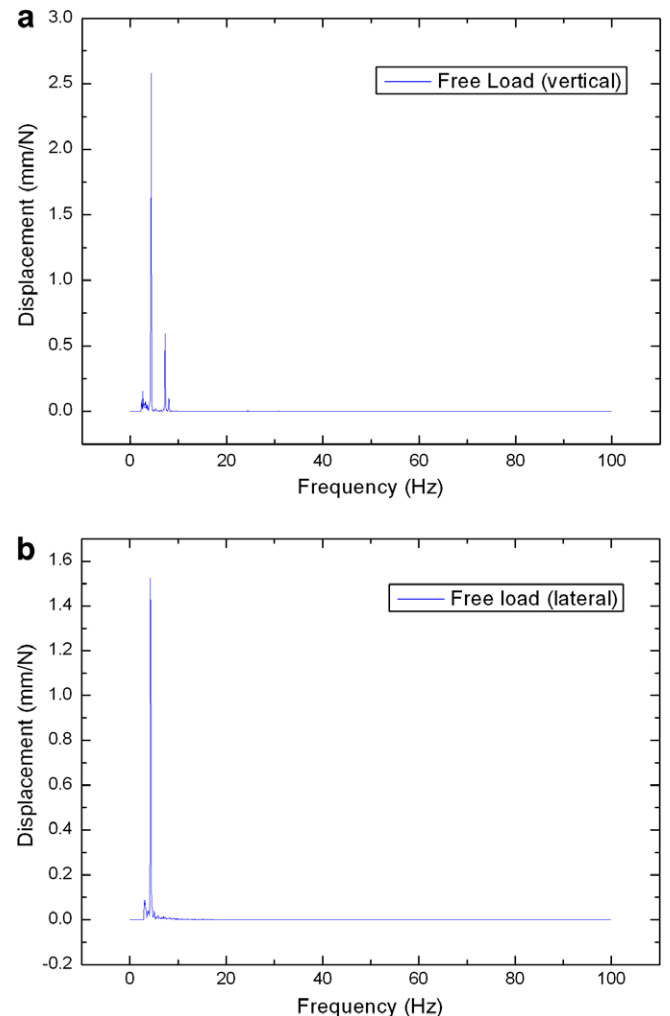 a
3.0
2.5
2.0
1.5
1.0
0.5
0.0
Displacement (mm/N)
Free Load (vertical)
0 20 40 60 80 100
Frequency (Hz)
b
1.6
1.4
1.2
1.0
0.8
0.6
0.4
0.2
0.0
-0.2
Displacement (mm/N)
Free load (lateral)
0 20 40 60 80 100
Frequency (Hz)